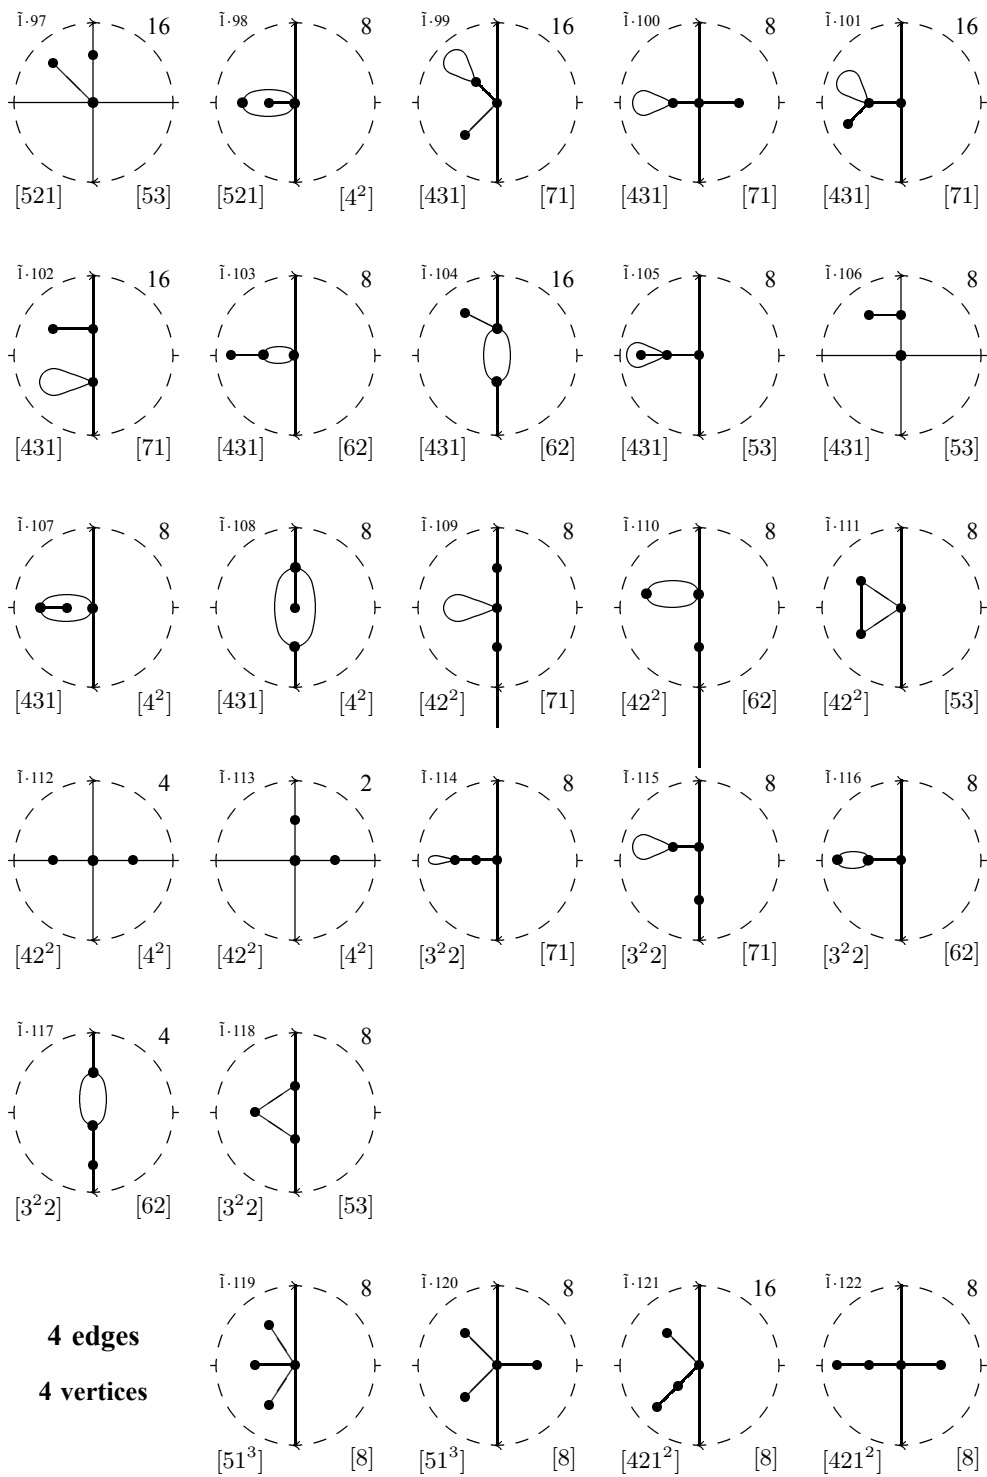 ĩ·97 16 ĩ·98 8 ĩ·99 16 ĩ·100 8 ĩ·101 16
[521] [53] [521] [4²] [431] [71] [431] [71] [431] [71]
ĩ·102 16 ĩ·103 8 ĩ·104 16 ĩ·105 8 ĩ·106 8
[431] [71] [431] [62] [431] [62] [431] [53] [431] [53]
ĩ·107 8 ĩ·108 8 ĩ·109 8 ĩ·110 8 ĩ·111 8
[431] [4²] [431] [4²] [42²] [71] [42²] [62] [42²] [53]
ĩ·112 4 ĩ·113 2 ĩ·114 8 ĩ·115 8 ĩ·116 8
[42²] [4²] [42²] [4²] [3²2] [71] [3²2] [71] [3²2] [62]
ĩ·117 4 ĩ·118 8
[3²2] [62] [3²2] [53]
ĩ·119 8 ĩ·120 8 ĩ·121 16 ĩ·122 8
4 edges
4 vertices
[51³] [8] [51³] [8] [421²] [8] [421²] [8]